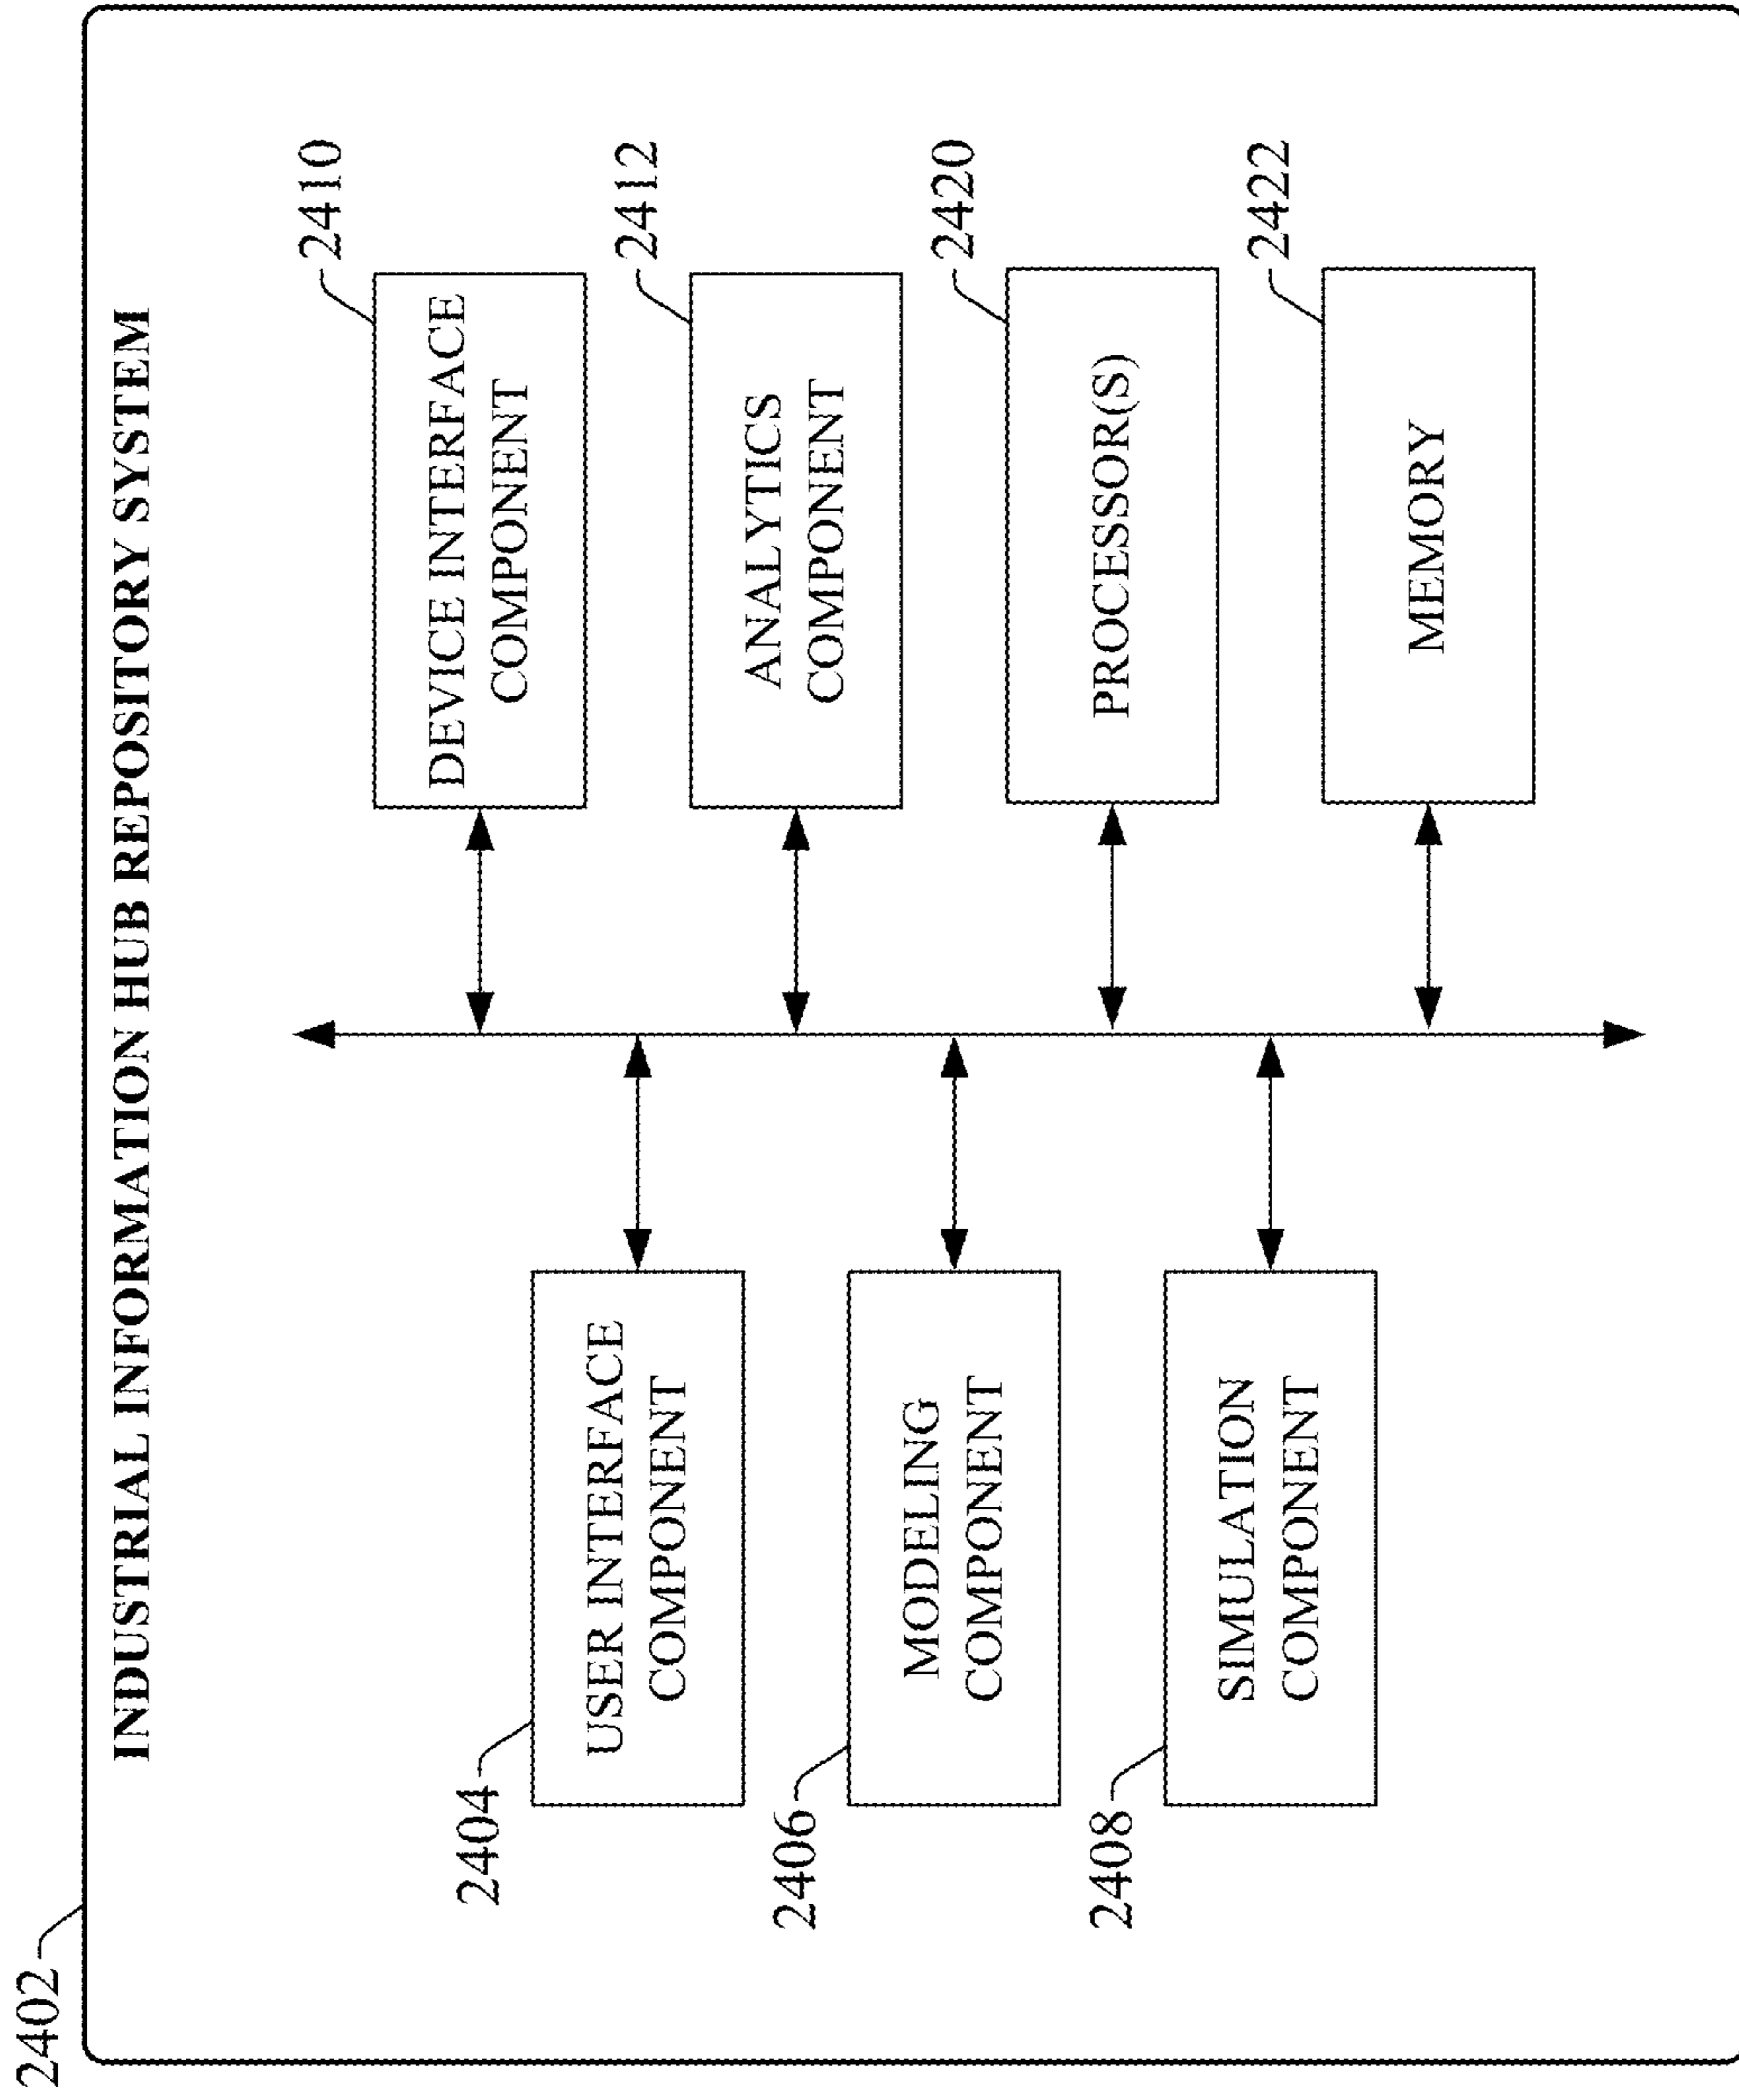 2402
INDUSTRIAL INFORMATION HUB REPOSITORY SYSTEM
2410
DEVICE INTERFACE
COMPONENT
2404
USER INTERFACE
COMPONENT
2412
ANALYTICS
COMPONENT
2406
MODELING
COMPONENT
2420
PROCESSOR(S)
2408
SIMULATION
COMPONENT
2422
MEMORY